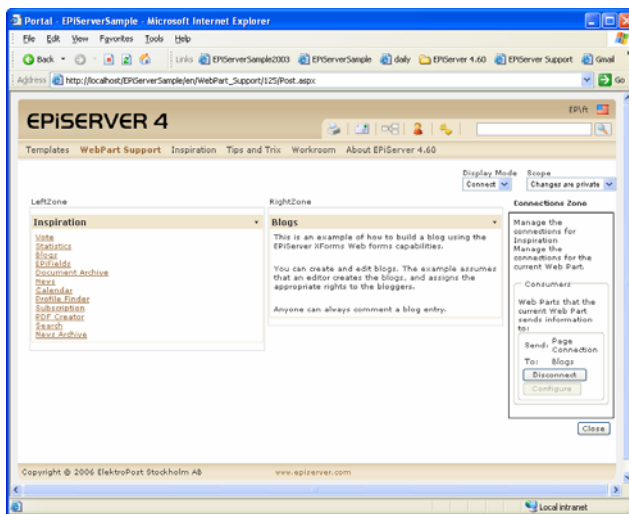 Portal - EPiServerSample - Microsoft Internet Explorer
File Edit View Favorites Tools Help
Back Links EPiServerSample2003 EPiServerSample daily EPiServer 4.60 EPiServer Support Gmail
Address http://localhost/EPiServerSample/en/WebPart_Support/125/Post.aspx Go
EPiSERVER 4
Templates WebPart Support Inspiration Tips and Trix Workroom About EPiServer 4.60
Display Mode Scope
Connect Changes are private
LeftZone RightZone Connections Zone
Inspiration
Vote
Statistics
Blogs
EPiFields
Document Archive
News
Calendar
Profile Finder
Subscription
PDF Creator
Search
News Archive
Blogs
This is an example of how to build a blog using the
EPiServer XForms Web forms capabilities.
You can create and edit blogs. The example assumes
that an editor creates the blogs, and assigns the
appropriate rights to the bloggers.
Anyone can always comment a blog entry.
Manage the
connections for
Inspiration
Manage the
connections for the
current Web Part.
Consumers
Web Parts that the
current Web Part
sends information
to:
Send: Page
Connection
To: Blogs
Disconnect
Configure
Close
Copyright © 2006 ElektroPost Stockholm AB www.episerver.com
Local intranet